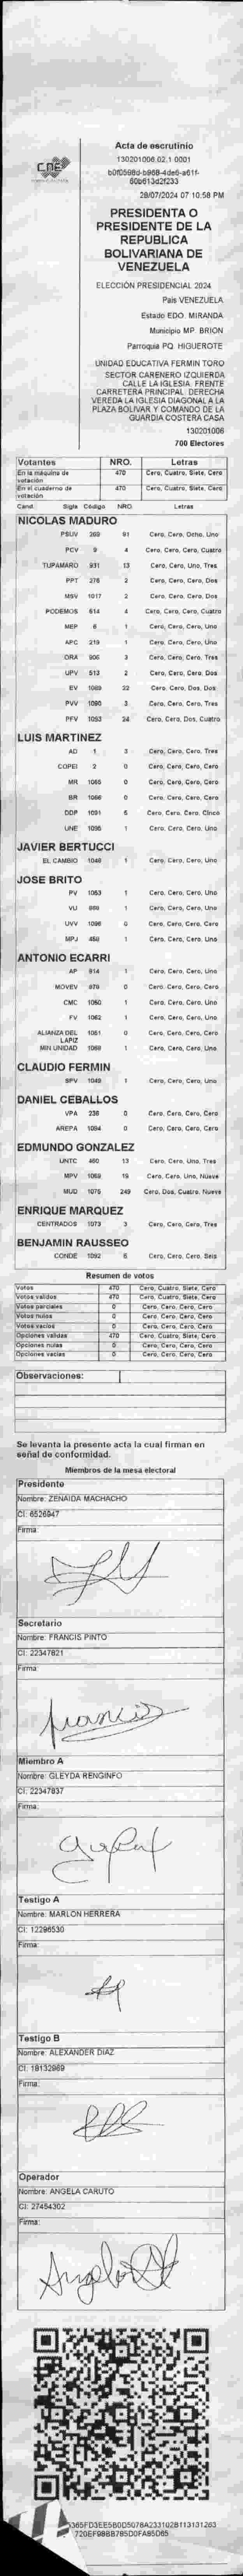 CNE
Acta de escrutinio
130201006.02.1.0001
28/07/2024 07:10:58 PM
PRESIDENTA O
PRESIDENTE DE LA
REPUBLICA
BOLIVARIANA DE
VENEZUELA
ELECCIÓN PRESIDENCIAL 2024
País VENEZUELA
Estado EDO. MIRANDA
Municipio MP. BRION
Parroquia PQ. HIGUEROTE
UNIDAD EDUCATIVA FERMIN TORO
SECTOR CARENERO IZQUIERDA
CALLE LA IGLESIA. FRENTE
CARRETERA PRINCIPAL. DERECHA
VEREDA LA IGLESIA DIAGONAL A LA
PLAZA BOLIVAR Y COMANDO DE LA
GUARDIA COSTERA CASA
130201006
700 Electores
Votantes NRO. Letras
En la máquina de votación 470 Cero, Cuatro, Siete, Cero
En el cuaderno de votación 470 Cero, Cuatro, Siete, Cero
Cand. Sigla Código NRO. Letras
NICOLAS MADURO
PSUV 269 91 Cero, Cero, Ocho, Uno
PCV 9 4 Cero, Cero, Cero, Cuatro
TUPAMARO 931 13 Cero, Cero, Uno, Tres
PPT 276 2 Cero, Cero, Cero, Dos
MSV 1017 2 Cero, Cero, Cero, Dos
PODEMOS 614 4 Cero, Cero, Cero, Cuatro
MEP 6 1 Cero, Cero, Cero, Uno
APC 219 1 Cero, Cero, Cero, Uno
ORA 906 3 Cero, Cero, Cero, Tres
UPV 513 2 Cero, Cero, Cero, Dos
EV 1089 22 Cero, Cero, Dos, Dos
PVV 1090 3 Cero, Cero, Cero, Tres
PFV 1053 24 Cero, Cero, Dos, Cuatro
LUIS MARTINEZ
AD 1 3 Cero, Cero, Cero, Tres
COPEI 2 0 Cero, Cero, Cero, Cero
MR 1065 0 Cero, Cero, Cero, Cero
BR 1066 0 Cero, Cero, Cero, Cero
DDP 1091 5 Cero, Cero, Cero, Cinco
UNE 1095 1 Cero, Cero, Cero, Uno
JAVIER BERTUCCI
EL CAMBIO 1049 1 Cero, Cero, Cero, Uno
JOSE BRITO
PV 1063 1 Cero, Cero, Cero, Uno
VU 868 1 Cero, Cero, Cero, Uno
UVV 1096 0 Cero, Cero, Cero, Cero
MPJ 450 1 Cero, Cero, Cero, Uno
ANTONIO ECARRI
AP 814 1 Cero, Cero, Cero, Uno
MOVEV 879 0 Cero, Cero, Cero, Cero
CMC 1050 1 Cero, Cero, Cero, Uno
FV 1062 1 Cero, Cero, Cero, Uno
ALIANZA DEL LAPIZ 1051 0 Cero, Cero, Cero, Cero
MIN UNIDAD 1069 1 Cero, Cero, Cero, Uno
CLAUDIO FERMIN
SPV 1049 1 Cero, Cero, Cero, Uno
DANIEL CEBALLOS
VPA 236 0 Cero, Cero, Cero, Cero
AREPA 1094 0 Cero, Cero, Cero, Cero
EDMUNDO GONZALEZ
UNTC 460 13 Cero, Cero, Uno, Tres
MPV 1069 19 Cero, Cero, Uno, Nueve
MUD 1075 249 Cero, Dos, Cuatro, Nueve
ENRIQUE MARQUEZ
CENTRADOS 1073 3 Cero, Cero, Cero, Tres
BENJAMIN RAUSSEO
CONDE 1092 6 Cero, Cero, Cero, Seis
Resumen de votos
Votos 470 Cero, Cuatro, Siete, Cero
Votos validos 470 Cero, Cuatro, Siete, Cero
Votos parciales 0 Cero, Cero, Cero, Cero
Votos nulos 0 Cero, Cero, Cero, Cero
Votos vacios 0 Cero, Cero, Cero, Cero
Opciones validas 470 Cero, Cuatro, Siete, Cero
Opciones nulas 0 Cero, Cero, Cero, Cero
Opciones vacias 0 Cero, Cero, Cero, Cero
Observaciones:
Se levanta la presente acta la cual firman en
señal de conformidad.
Miembros de la mesa electoral
Presidente
Nombre: ZENAIDA MACHACHO
CI: 6526947
Firma:
Secretario
Nombre: FRANCIS PINTO
CI: 22347821
Firma:
Francis
Miembro A
Nombre: GLEYDA RENGINFO
CI: 22347837
Firma:
Testigo A
Nombre: MARLON HERRERA
CI: 12296530
Firma:
Testigo B
Nombre: ALEXANDER DIAZ
CI: 18132969
Firma:
Operador
Nombre: ANGELA CARUTO
CI: 27454302
Firma: